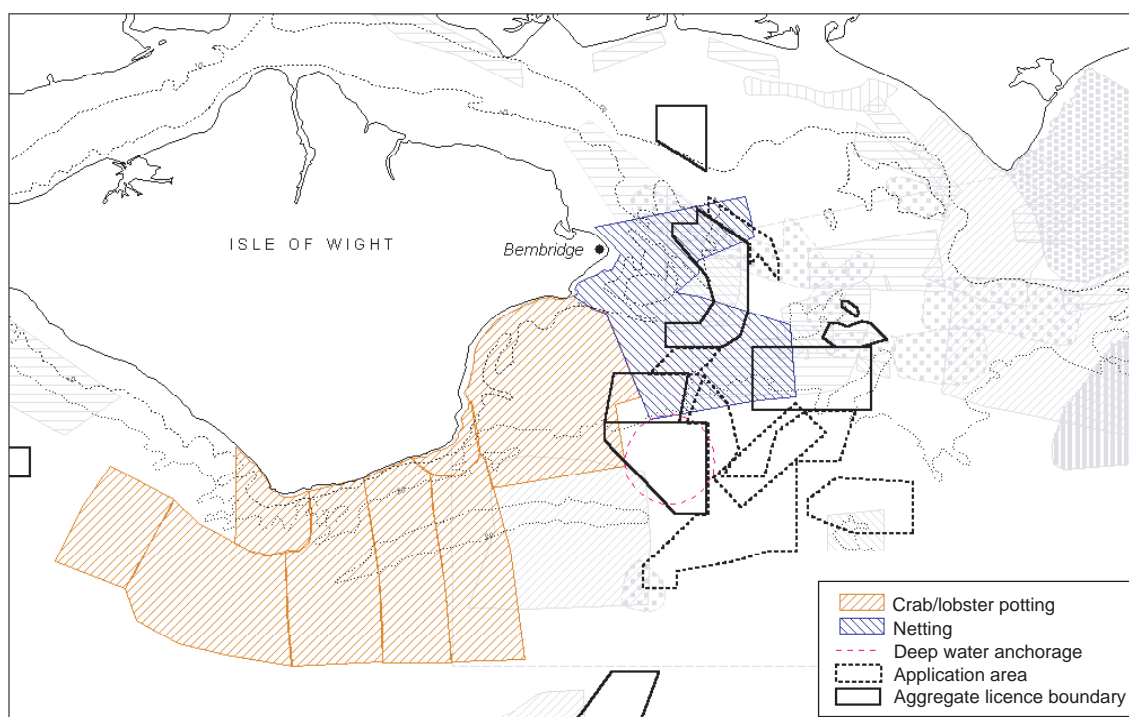 ISLE OF WIGHT
Bembridge
Crab/lobster potting
Netting
Deep water anchorage
Application area
Aggregate licence boundary